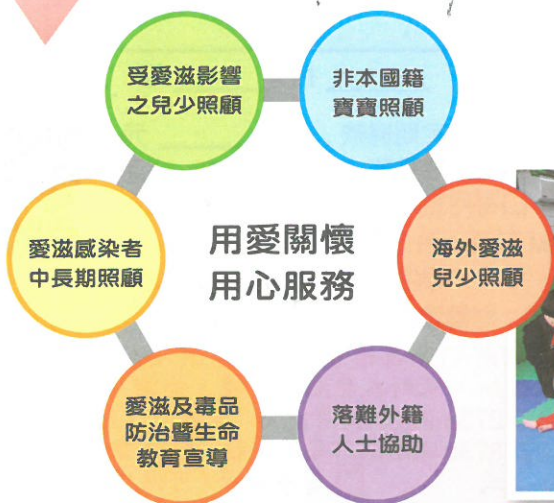 受愛滋影響
之兒少照顧
非本國籍
寶寶照顧
愛滋感染者
中長期照顧
用愛關懷
用心服務
海外愛滋
兒少照顧
愛滋及毒品
防治暨生命
教育宣導
落難外籍
人士協助